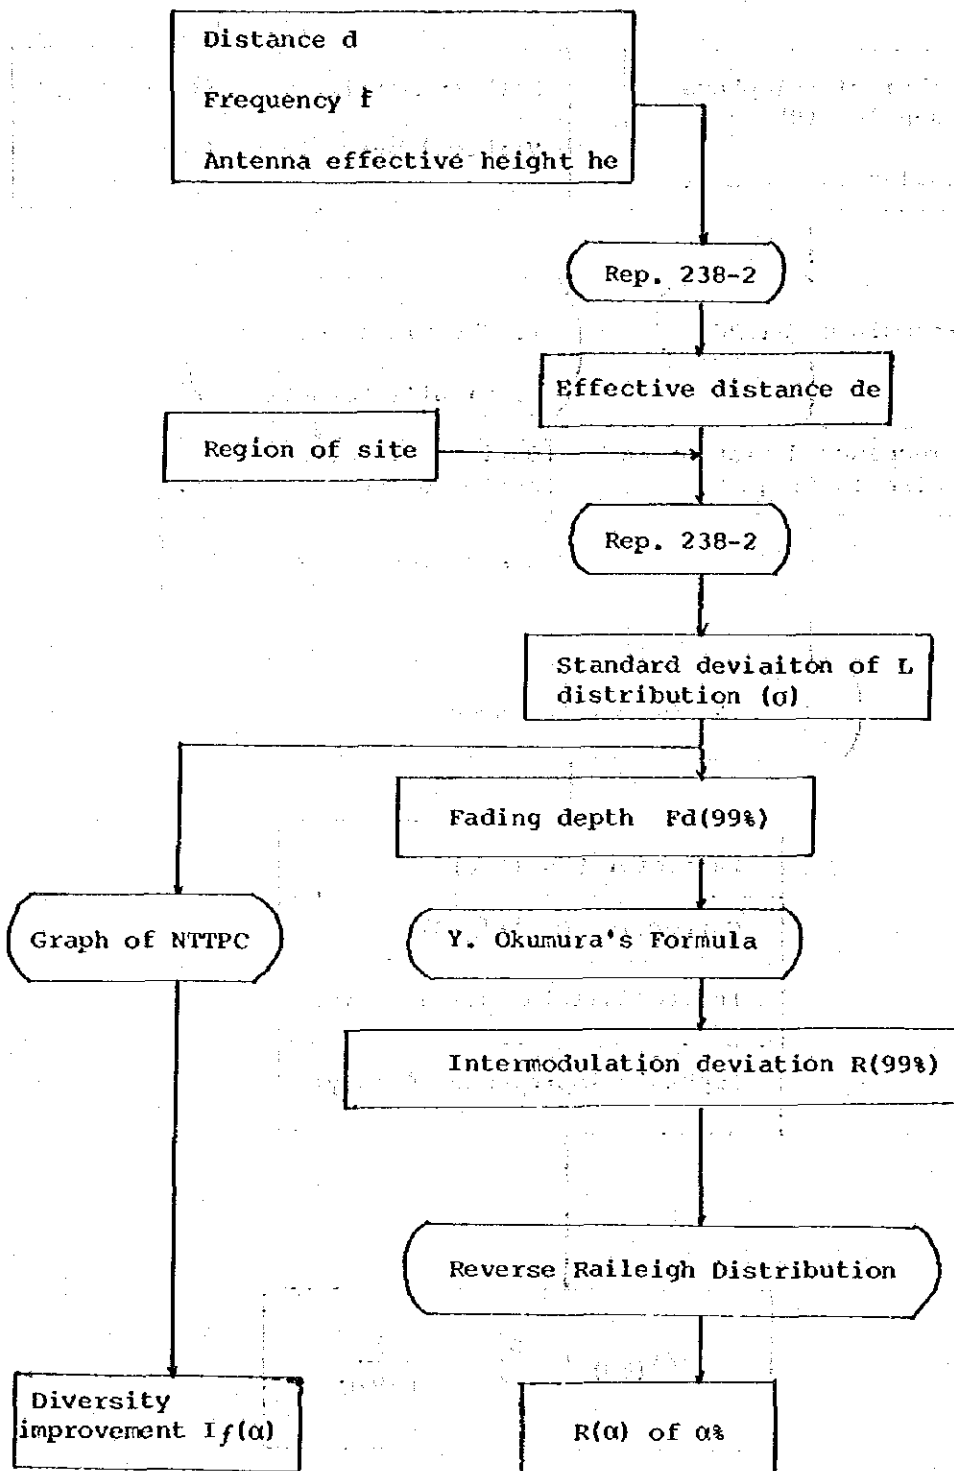 Distance d
Frequency f
Antenna effective height he
Rep. 238-2
Effective distance de
Region of site
Rep. 238-2
Standard deviaiton of L
distribution (σ)
Fading depth Fd(99%)
Graph of NTTPC
Y. Okumura's Formula
Intermodulation deviation R(99%)
Reverse Raileigh Distribution
Diversity
improvement If(α)
R(α) of α%